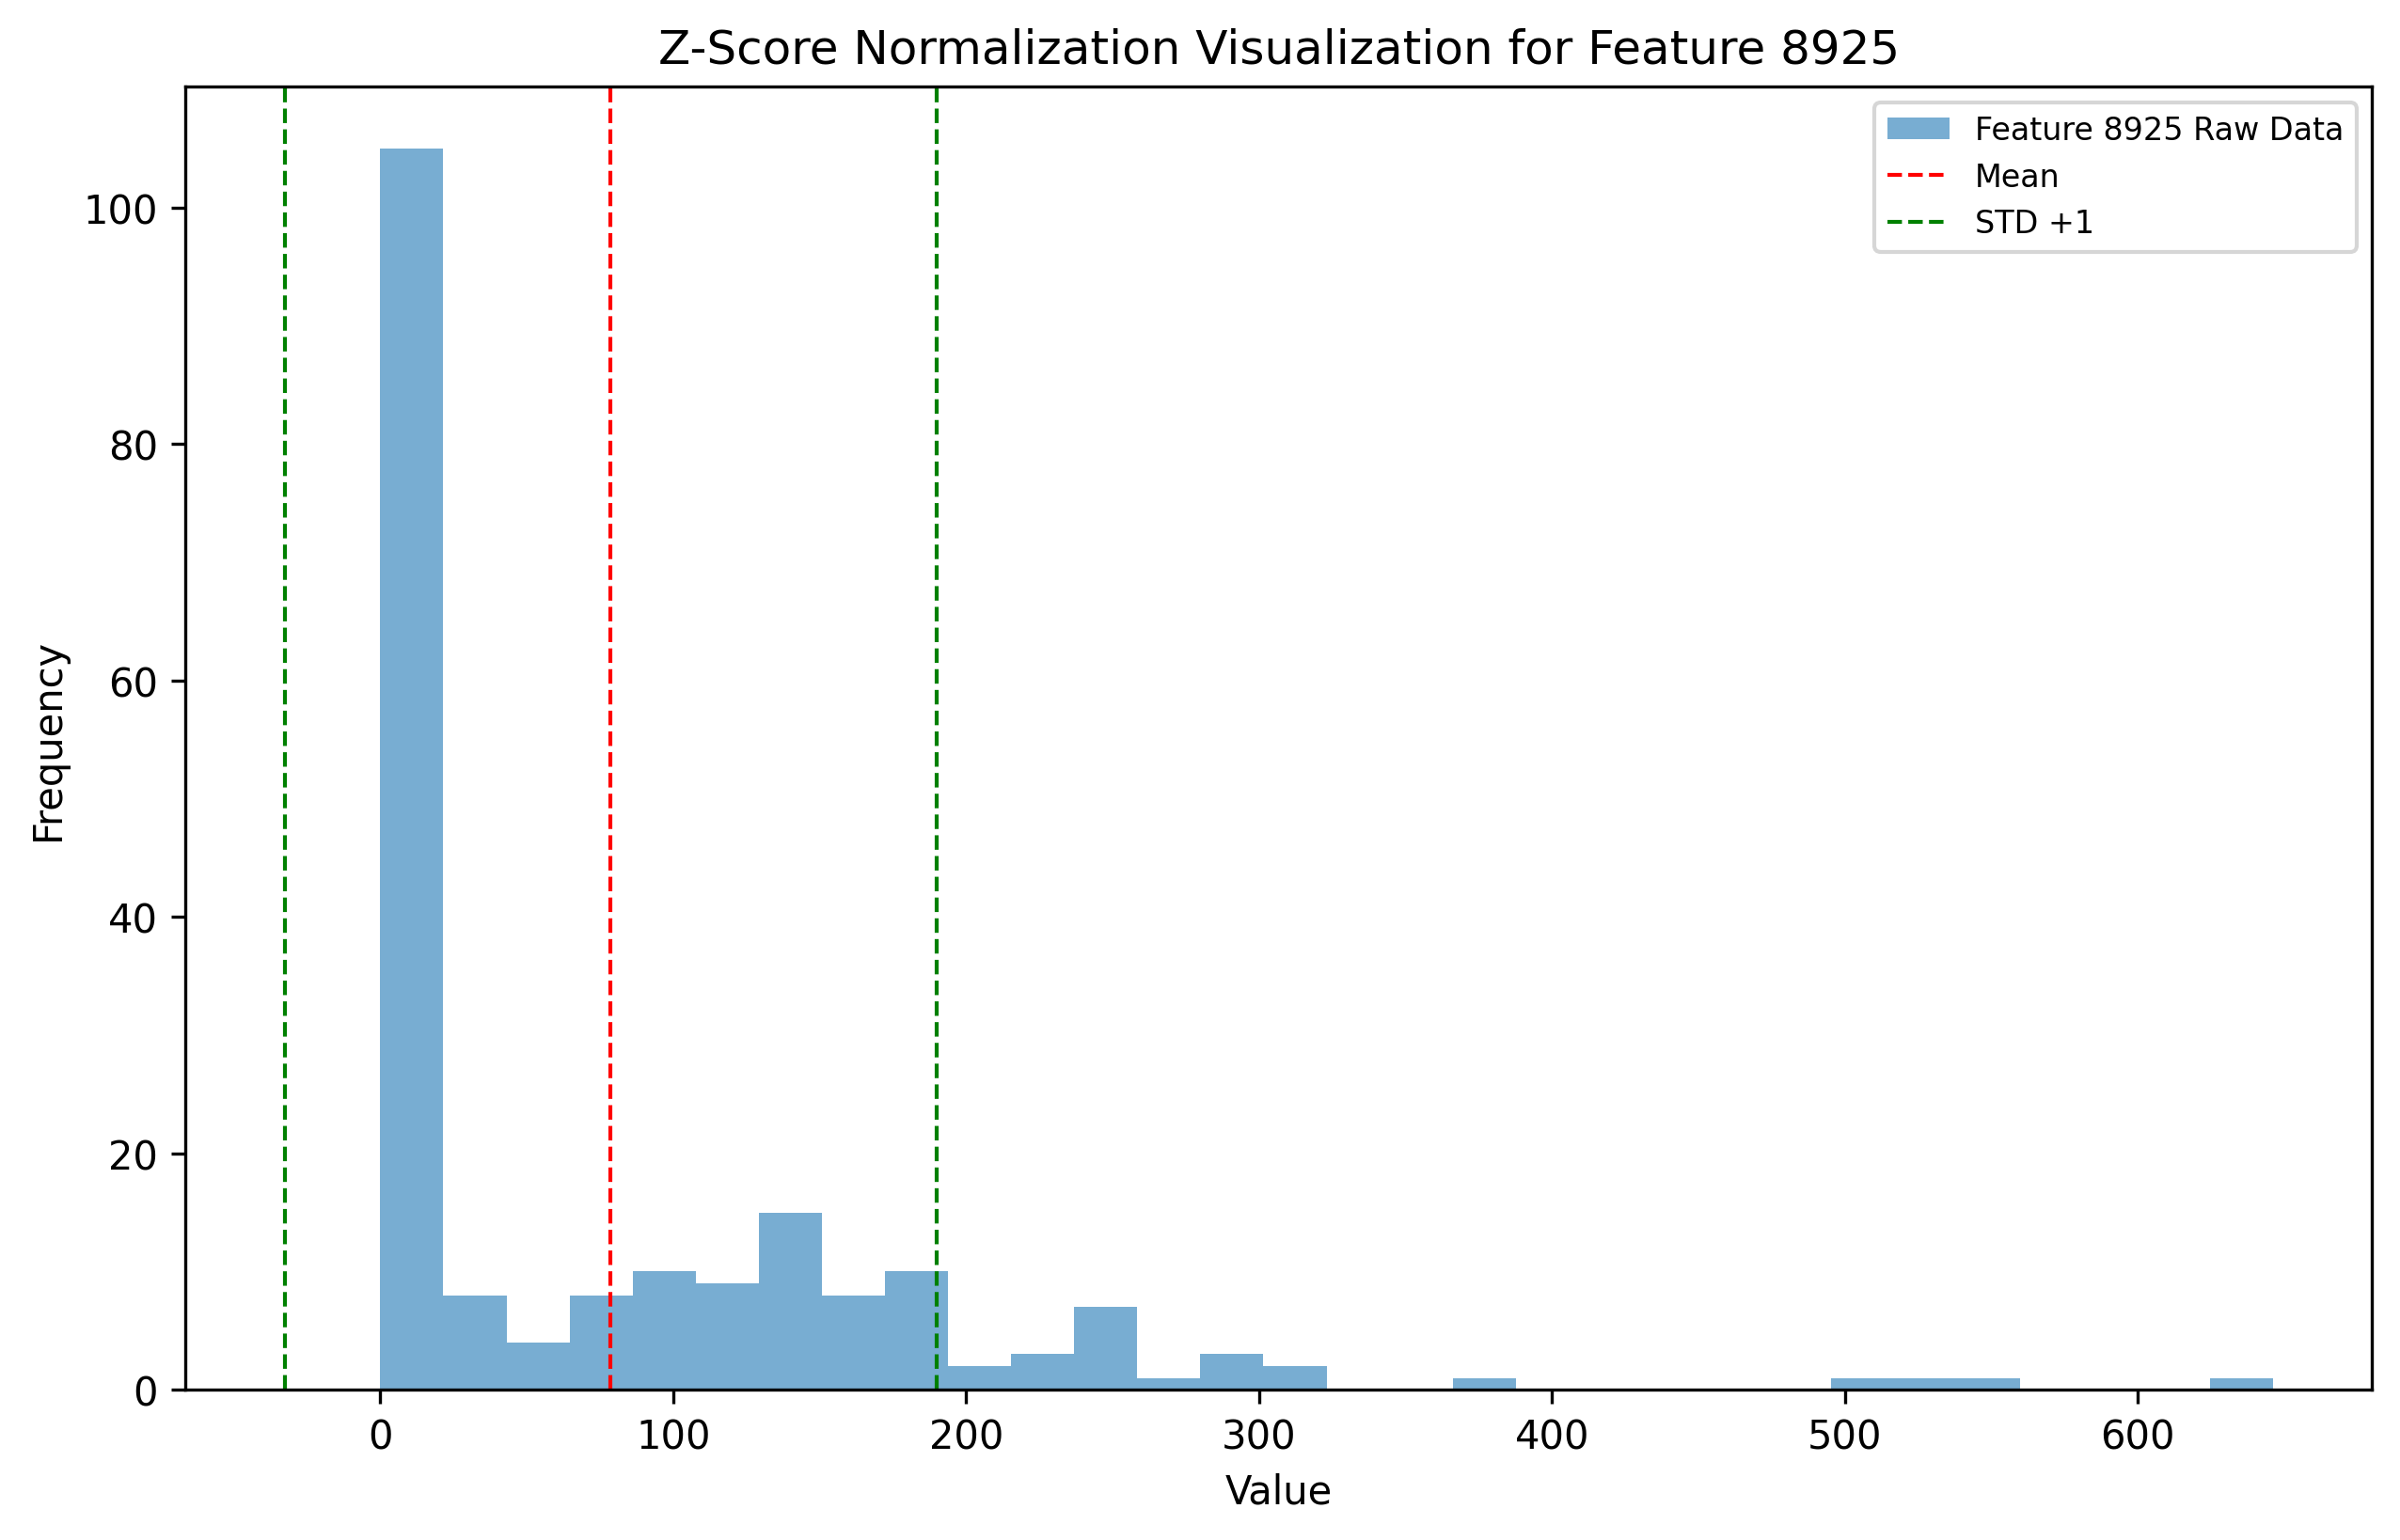 Z-Score Normalization Visualization for Feature 8925
Feature 8925 Raw Data
Mean
STD +1
100
80
60
40
20
0
Frequency
0 100 200 300 400 500 600
Value